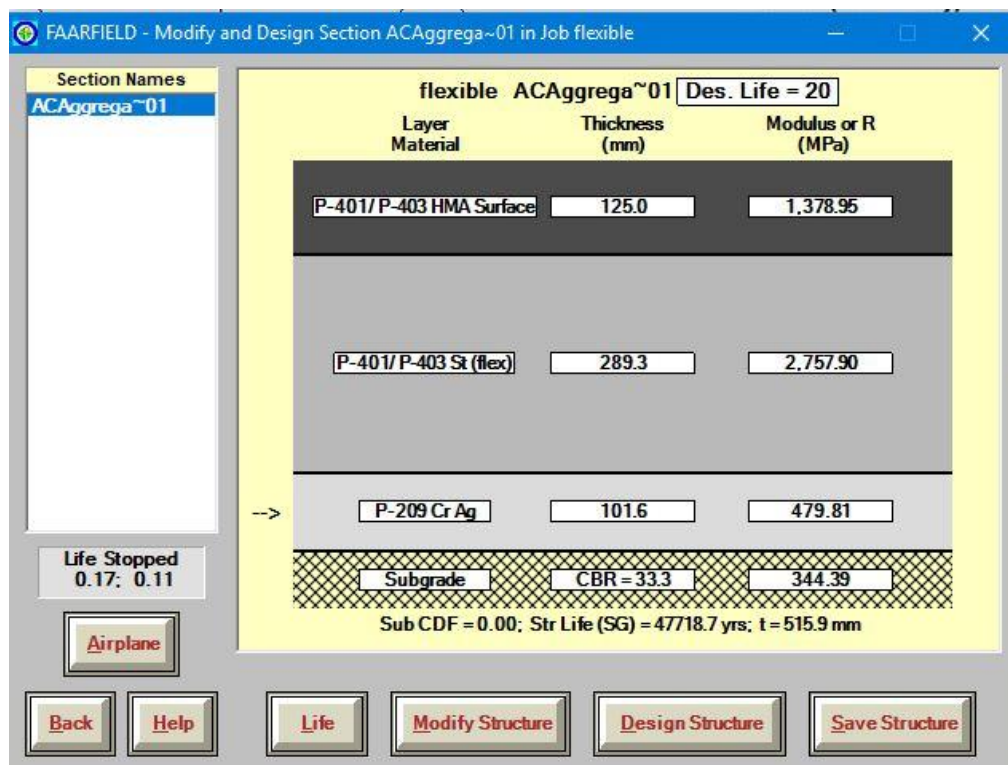 FAARFIELD - Modify and Design Section ACAggrega~01 in Job flexible
Section Names
ACAggrega~01
flexible ACAggrega~01 Des. Life = 20
Layer Material Thickness (mm) Modulus or R (MPa)
P-401/ P-403 HMA Surface 125.0 1,378.95
P-401/ P-403 St (flex) 289.3 2,757.90
--> P-209 Cr Ag 101.6 479.81
Subgrade CBR = 33.3 344.39
Sub CDF = 0.00; Str Life (SG) = 47718.7 yrs; t = 515.9 mm
Life Stopped
0.17; 0.11
Airplane
Back Help Life Modify Structure Design Structure Save Structure